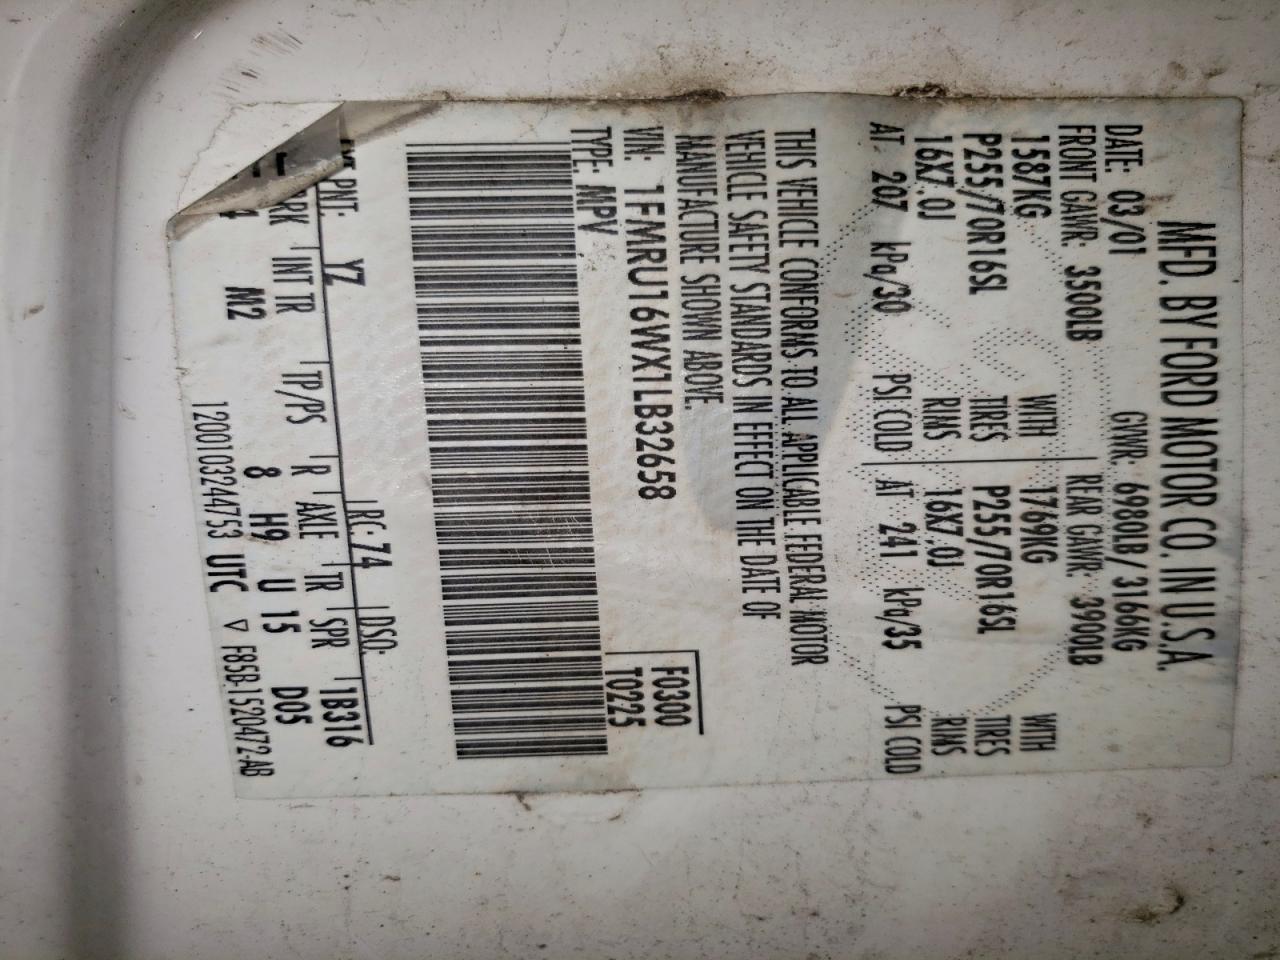 MFD. BY FORD MOTOR CO. IN U.S.A.
DATE: 03/01 GVWR: 6980LB/ 3166KG
FRONT GAWR: 3500LB REAR GAWR: 3900LB
1587KG WITH 1769KG WITH
P255/70R16SL TIRES P255/70R16SL TIRES
16X7.0J RIMS 16X7.0J RIMS
AT 207 kPa/30 PSI COLD AT 241 kPa/35 PSI COLD
THIS VEHICLE CONFORMS TO ALL APPLICABLE FEDERAL MOTOR
VEHICLE SAFETY STANDARDS IN EFFECT ON THE DATE OF
MANUFACTURE SHOWN ABOVE.
VIN: 1FMRU16WX1LB32658 F0300
TYPE: MPV T0225
PNT: YZ RC: 74 DSO:
RK INT TR TP/PS R AXLE TR SPR 1B316
4 M2 8 H9 U 15 D05
1200103244753 UTC ▽ F85B-1520472-AB